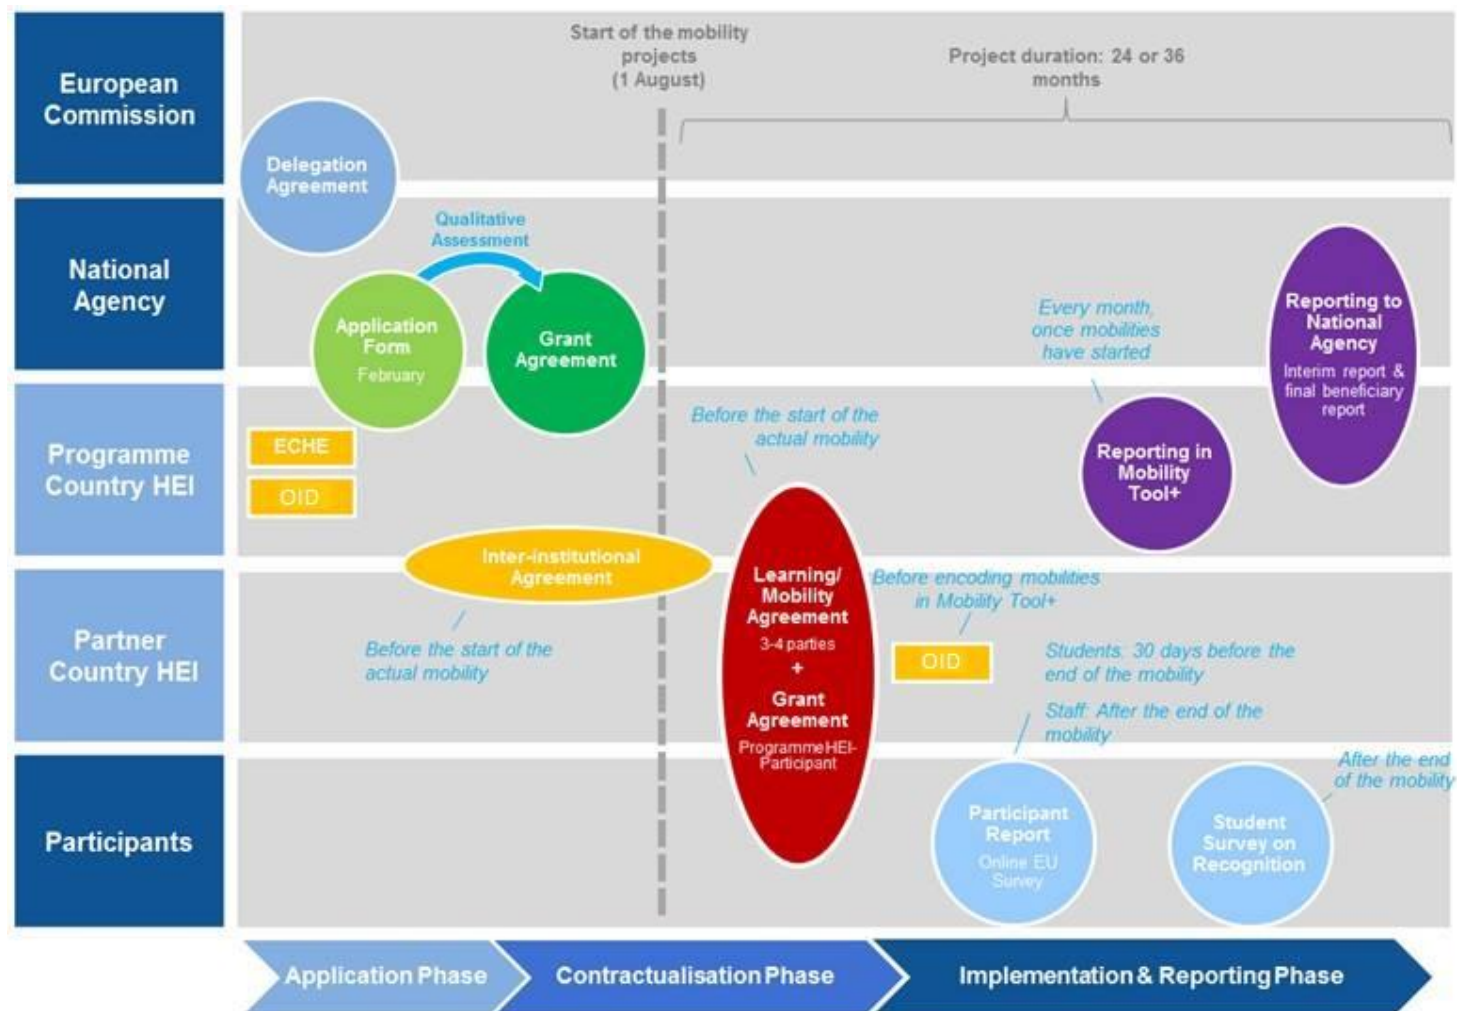 Start of the mobility
projects
(1 August)
Project duration: 24 or 36
months
European
Commission
Delegation
Agreement
National
Agency
Qualitative
Assessment
Application
Form
February
Grant
Agreement
Every month,
once mobilities
have started
Reporting to
National
Agency
Interim report &
final beneficiary
report
Programme
Country HEI
ECHE
OID
Before the start of the
actual mobility
Reporting in
Mobility
Tool+
Inter-institutional
Agreement
Partner
Country HEI
Before the start of the
actual mobility
Learning/
Mobility
Agreement
3-4 parties
+
Grant
Agreement
ProgrammeHEI-
Participant
Before encoding mobilities
in Mobility Tool+
OID
Students: 30 days before the
end of the mobility
Staff: After the end of the
mobility
Participants
Participant
Report
Online EU
Survey
Student
Survey on
Recognition
After the end
of the mobility
Application Phase
Contractualisation Phase
Implementation & Reporting Phase